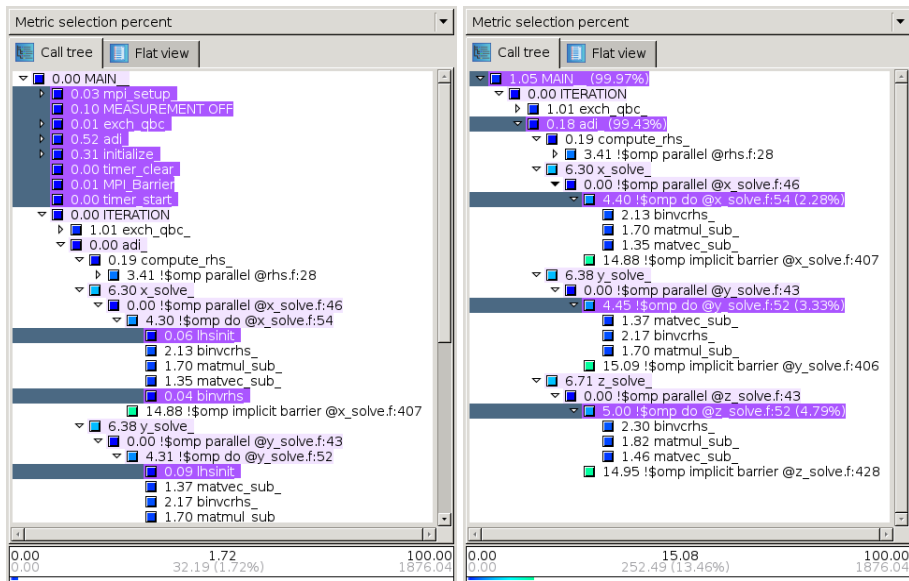 Metric selection percent
Call tree
Flat view
0.00 MAIN__
0.03 mpi_setup_
0.10 MEASUREMENT OFF
0.01 exch_qbc_
0.52 adi_
0.31 initialize_
0.00 timer_clear_
0.01 MPI_Barrier
0.00 timer_start_
0.00 ITERATION
1.01 exch_qbc_
0.00 adi_
0.19 compute_rhs_
3.41 !$omp parallel @rhs.f:28
6.30 x_solve_
0.00 !$omp parallel @x_solve.f:46
4.30 !$omp do @x_solve.f:54
0.06 lhsinit_
2.13 binvcrhs_
1.70 matmul_sub_
1.35 matvec_sub_
0.04 binvrhs_
14.88 !$omp implicit barrier @x_solve.f:407
6.38 y_solve_
0.00 !$omp parallel @y_solve.f:43
4.31 !$omp do @y_solve.f:52
0.09 lhsinit_
1.37 matvec_sub_
2.17 binvcrhs_
1.70 matmul_sub
0.00 1.72 100.00
0.00 32.19 (1.72%) 1876.04
Metric selection percent
Call tree
Flat view
1.05 MAIN__ (99.97%)
0.00 ITERATION
1.01 exch_qbc_
0.18 adi_ (99.43%)
0.19 compute_rhs_
3.41 !$omp parallel @rhs.f:28
6.30 x_solve_
0.00 !$omp parallel @x_solve.f:46
4.40 !$omp do @x_solve.f:54 (2.28%)
2.13 binvcrhs_
1.70 matmul_sub_
1.35 matvec_sub_
14.88 !$omp implicit barrier @x_solve.f:407
6.38 y_solve_
0.00 !$omp parallel @y_solve.f:43
4.45 !$omp do @y_solve.f:52 (3.33%)
1.37 matvec_sub_
2.17 binvcrhs_
1.70 matmul_sub_
15.09 !$omp implicit barrier @y_solve.f:406
6.71 z_solve_
0.00 !$omp parallel @z_solve.f:43
5.00 !$omp do @z_solve.f:52 (4.79%)
2.30 binvcrhs_
1.82 matmul_sub_
1.46 matvec_sub_
14.95 !$omp implicit barrier @z_solve.f:428
0.00 15.08 100.00
0.00 252.49 (13.46%) 1876.04